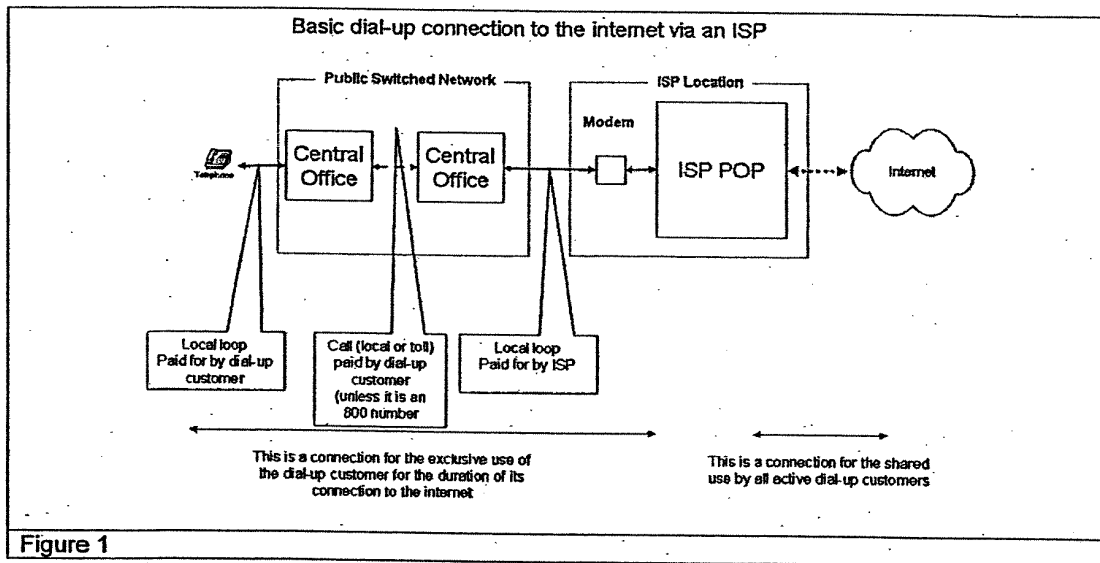 Basic dial-up connection to the internet via an ISP
Public Switched Network
ISP Location
Modem
Telephone
Central
Office
Central
Office
ISP POP
Internet
Local loop
Paid for by dial-up
customer
Call (local or toll)
paid by dial-up
customer
(unless it is an
800 number
Local loop
Paid for by ISP
This is a connection for the exclusive use of
the dial-up customer for the duration of its
connection to the internet
This is a connection for the shared
use by all active dial-up customers
Figure 1